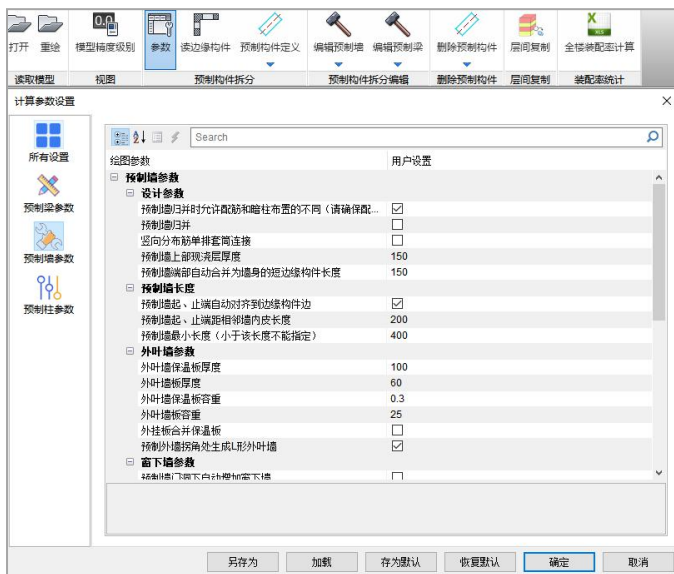 0.0
XLS
打开 重绘 模型精度级别 参数 读边缘构件 预制构件定义 编辑预制墙 编辑预制梁 删除预制构件 层间复制 全楼装配率计算
读取模型 视图 预制构件拆分 预制构件拆分编辑 删除预制构件 层间复制 装配率统计
计算参数设置
所有设置
预制梁参数
预制墙参数
预制柱参数
Search
绘图参数 用户设置
预制墙参数
设计参数
预制墙归并时允许配筋和暗柱布置的不同(请确保配...
预制墙归并
竖向分布筋单排套筒连接
预制墙上部现浇层厚度 150
预制墙端部自动合并为墙身的短边缘构件长度 150
预制墙长度
预制墙起、止端自动对齐到边缘构件边
预制墙起、止端距相邻墙内皮长度 200
预制墙最小长度(小于该长度不能指定) 400
外叶墙参数
外叶墙保温板厚度 100
外叶墙板厚度 60
外叶墙保温板容重 0.3
外叶墙板容重 25
外挂板合并保温板
预制外墙拐角处生成L形外叶墙
窗下墙参数
预制墙门洞下自动增加窗下墙
另存为 加载 存为默认 恢复默认 确定 取消